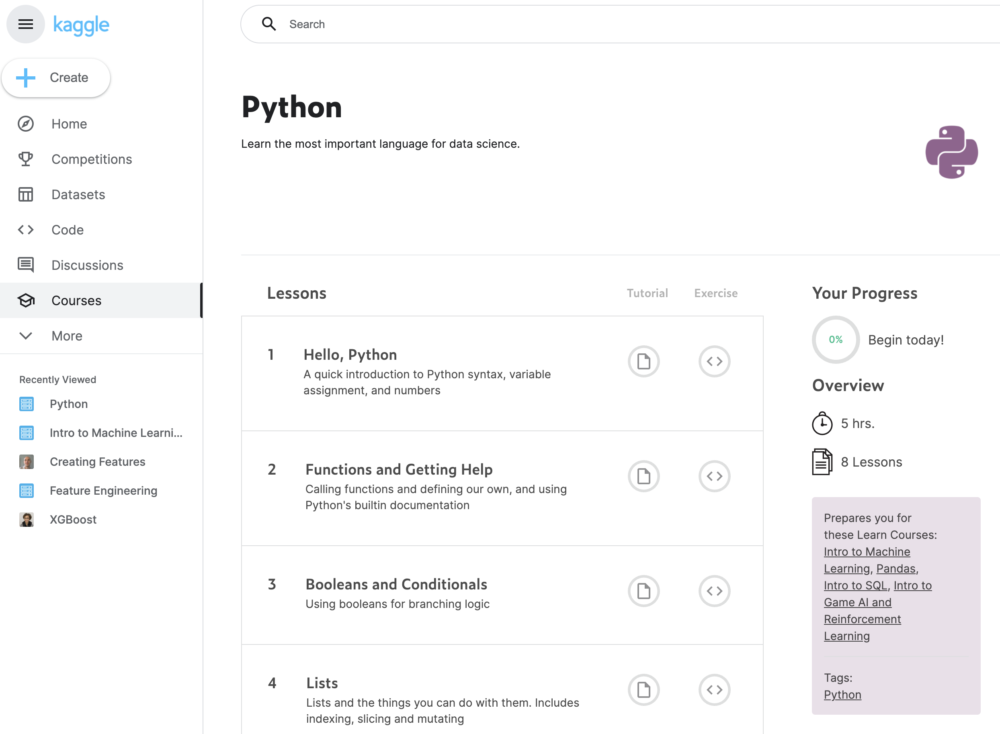 kaggle
Create
Home
Competitions
Datasets
Code
Discussions
Courses
More
Recently Viewed
Python
Intro to Machine Learni...
Creating Features
Feature Engineering
XGBoost
Search
Python
Learn the most important language for data science.
Lessons
Tutorial
Exercise
1
Hello, Python
A quick introduction to Python syntax, variable
assignment, and numbers
2
Functions and Getting Help
Calling functions and defining our own, and using
Python's builtin documentation
3
Booleans and Conditionals
Using booleans for branching logic
4
Lists
Lists and the things you can do with them. Includes
indexing, slicing and mutating
Your Progress
0%
Begin today!
Overview
5 hrs.
8 Lessons
Prepares you for
these Learn Courses:
Intro to Machine
Learning, Pandas,
Intro to SQL, Intro to
Game AI and
Reinforcement
Learning
Tags:
Python